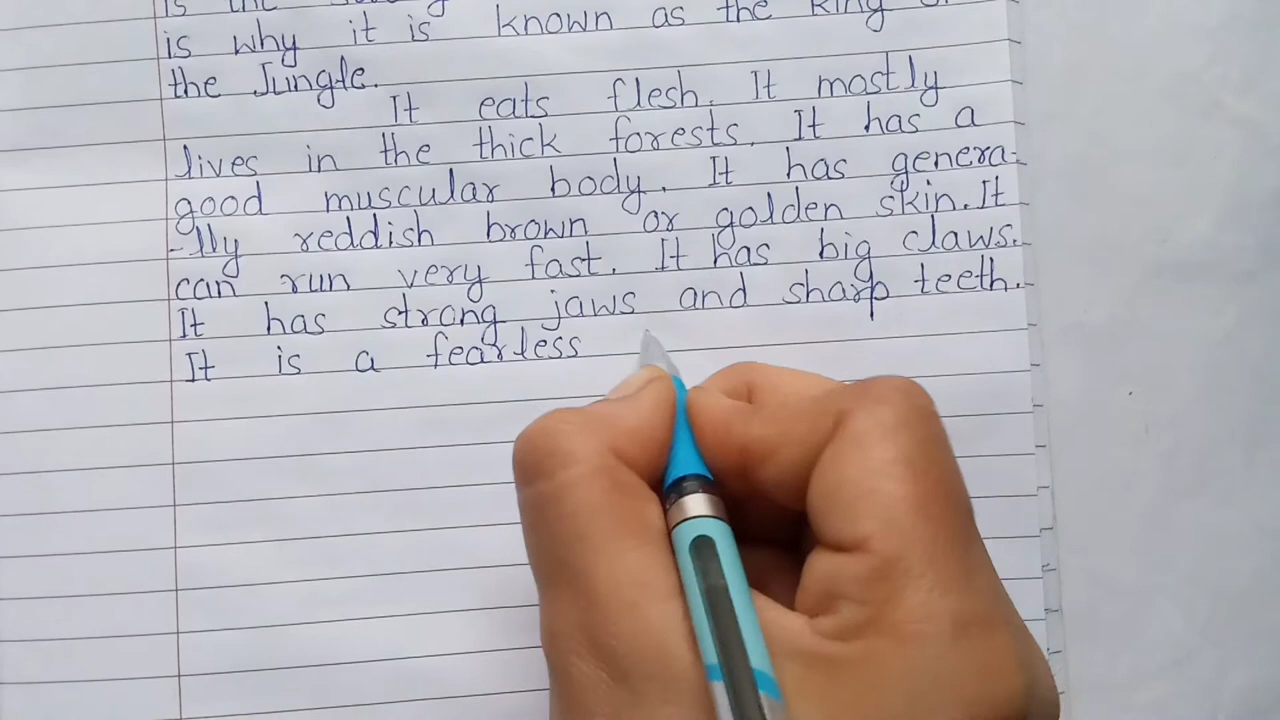 is why it is known as the king
the Jungle.
It eats flesh. It mostly
lives in the thick forests. It has a
good muscular body. It has genera-
-lly reddish brown or golden skin. It
can run very fast. It has big claws.
It has strong jaws and sharp teeth.
It is a fearless